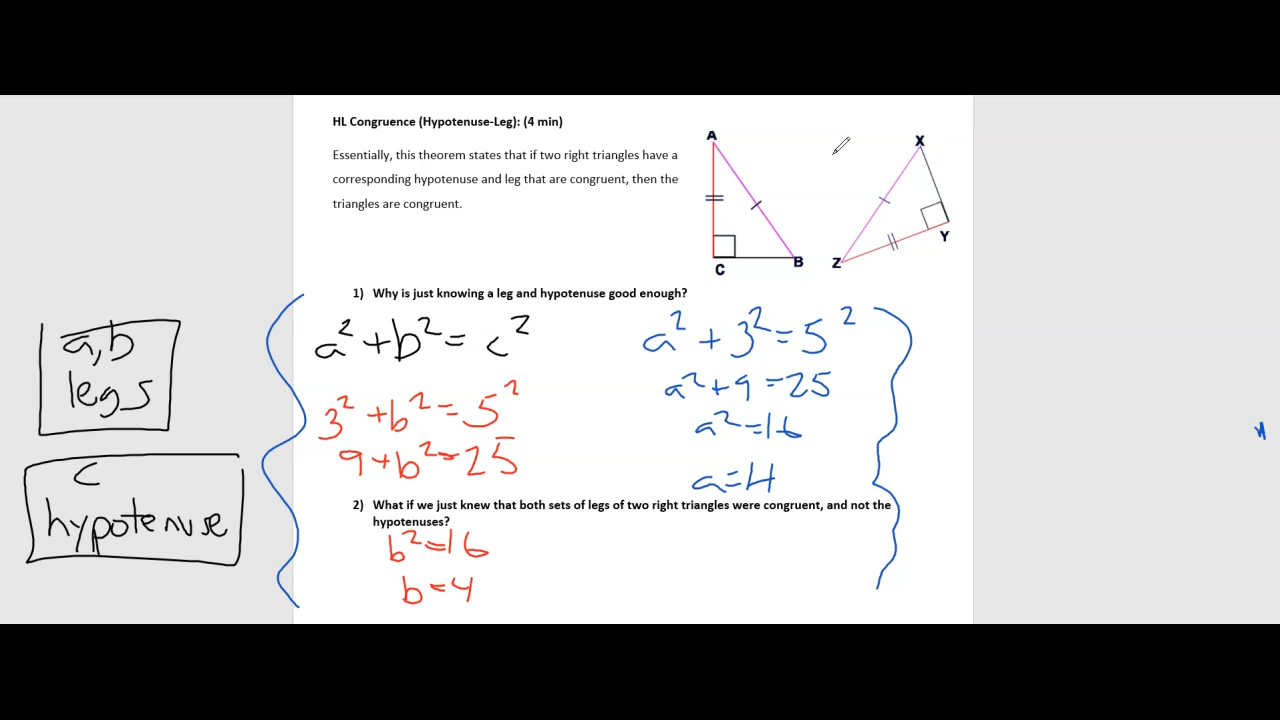 HL Congruence (Hypotenuse-Leg): (4 min)
Essentially, this theorem states that if two right triangles have a
corresponding hypotenuse and leg that are congruent, then the
triangles are congruent.
A
C
B
X
Y
Z
1) Why is just knowing a leg and hypotenuse good enough?
a, b
legs
c
hypotenuse
a² + b² = c²
3² + b² = 5²
9 + b² = 25
a² + 3² = 5²
a² + 9 = 25
a² = 16
a = 4
2) What if we just knew that both sets of legs of two right triangles were congruent, and not the
hypotenuses?
b² = 16
b = 4